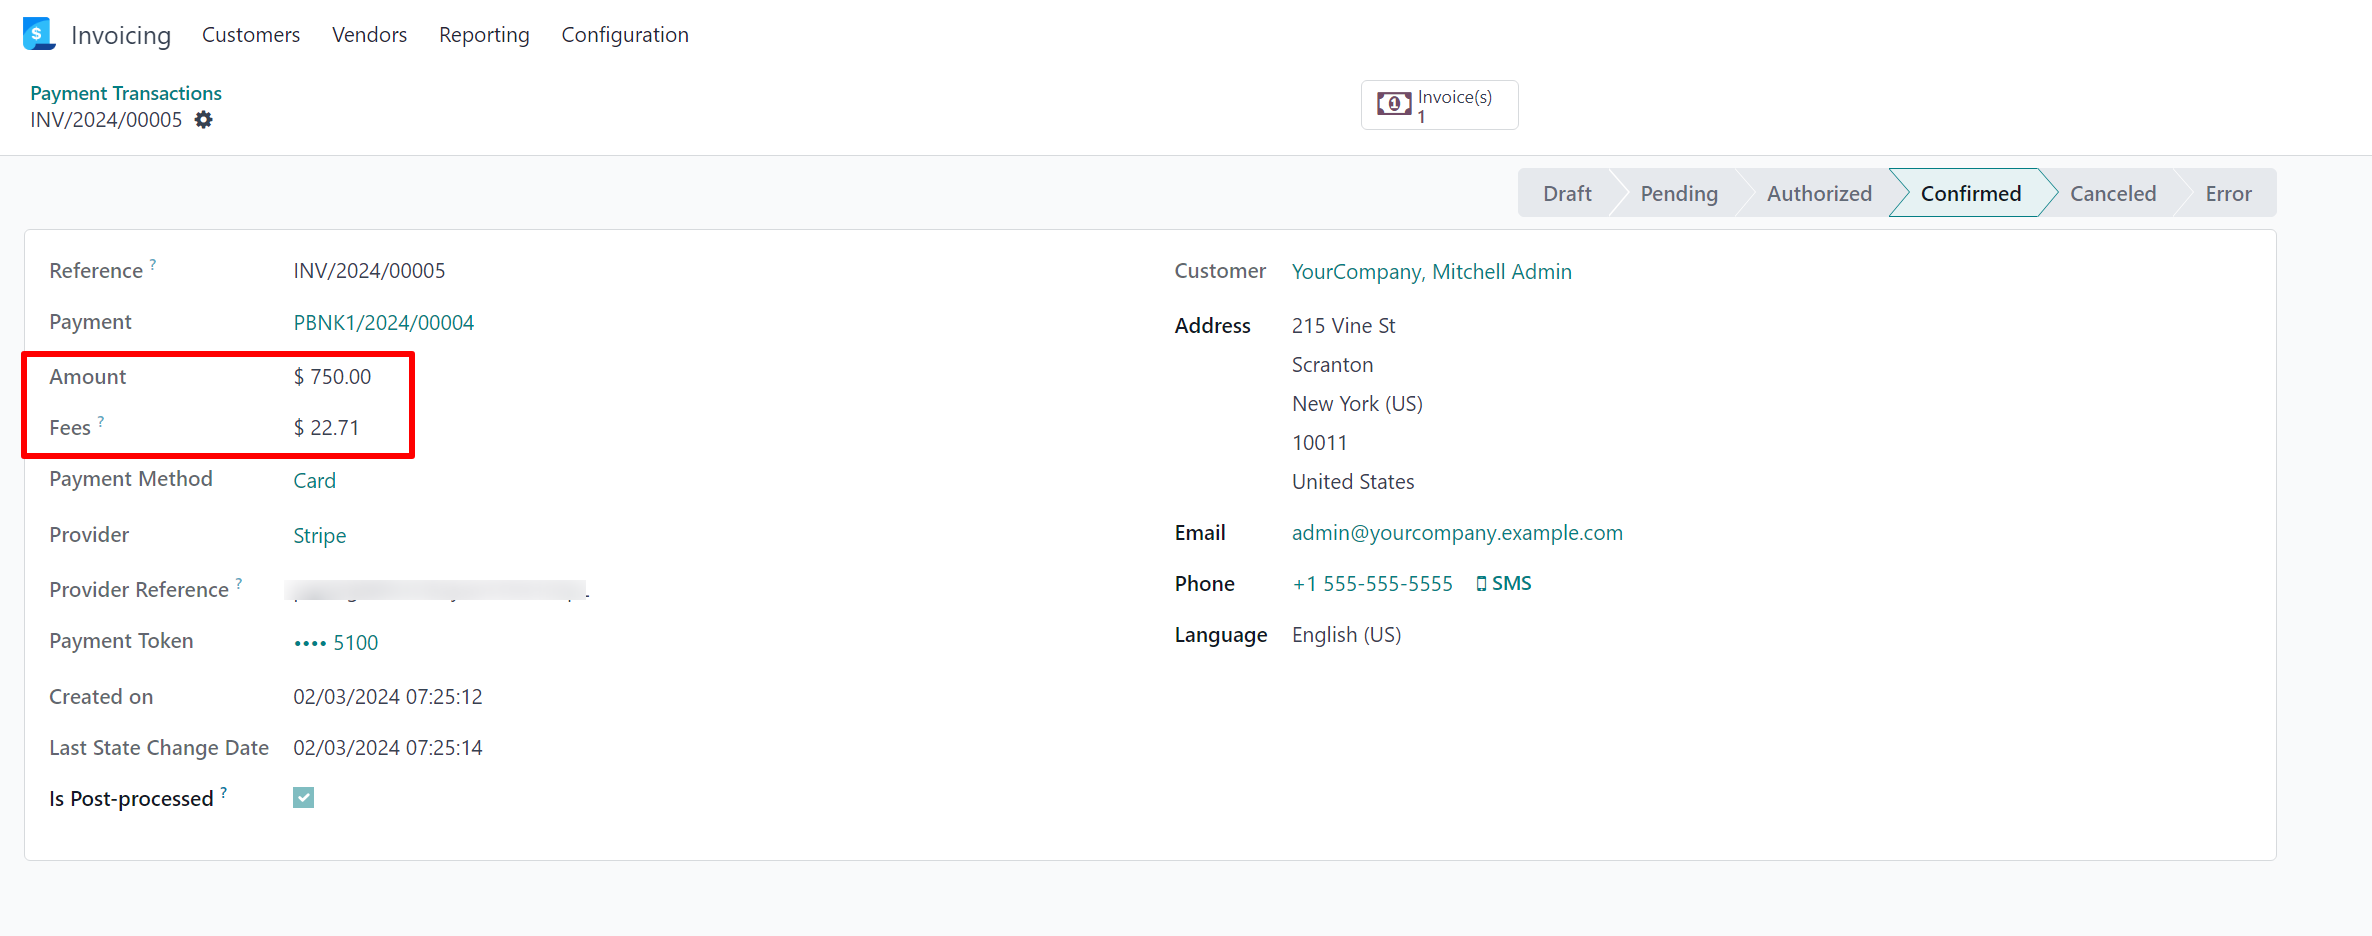 Invoicing Customers Vendors Reporting Configuration
Payment Transactions
INV/2024/00005
Invoice(s)
1
Draft Pending Authorized Confirmed Canceled Error
Reference ? INV/2024/00005
Payment PBNK1/2024/00004
Amount $ 750.00
Fees ? $ 22.71
Payment Method Card
Provider Stripe
Provider Reference ?
Payment Token •••• 5100
Created on 02/03/2024 07:25:12
Last State Change Date 02/03/2024 07:25:14
Is Post-processed ?
Customer YourCompany, Mitchell Admin
Address 215 Vine St
Scranton
New York (US)
10011
United States
Email admin@yourcompany.example.com
Phone +1 555-555-5555 SMS
Language English (US)